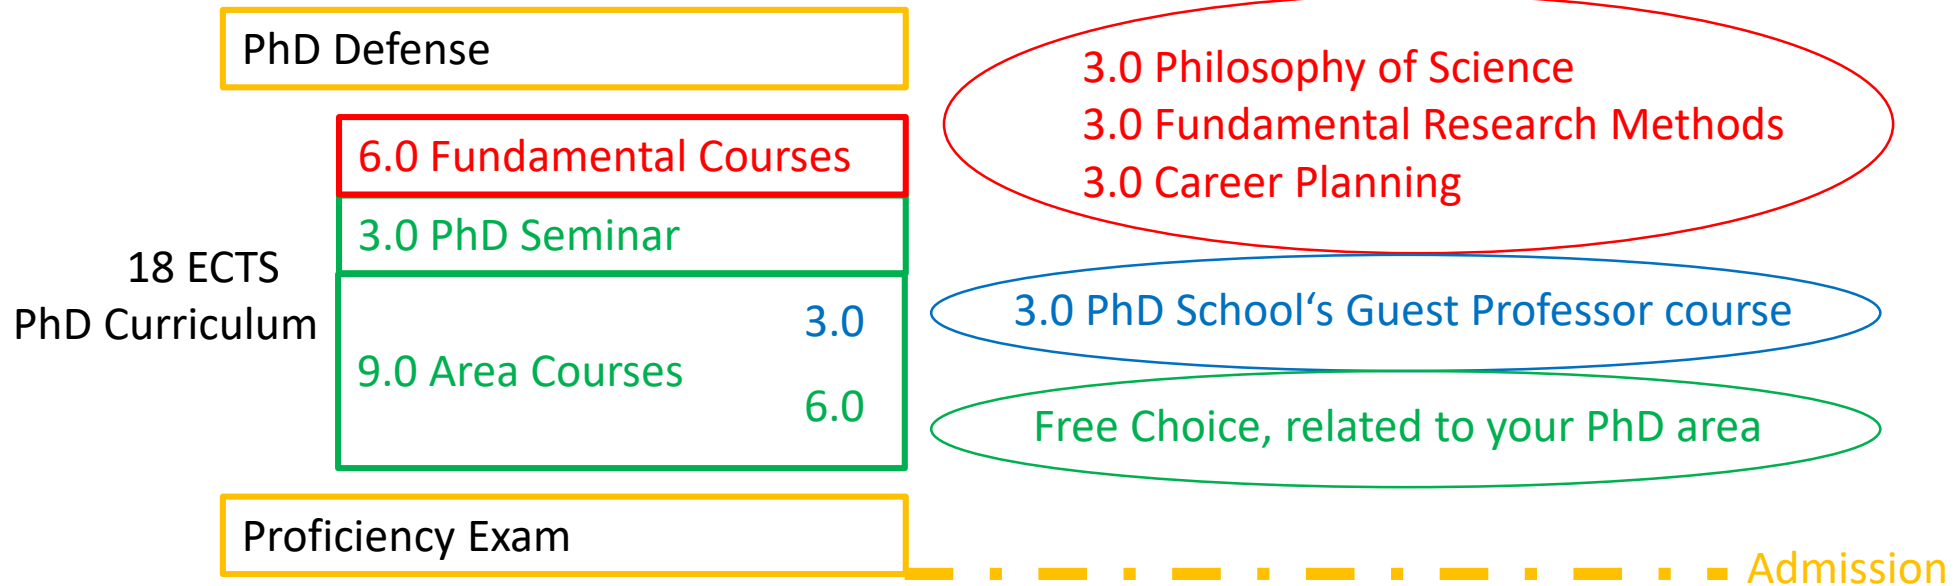 PhD Defense
6.0 Fundamental Courses
3.0 PhD Seminar
18 ECTS
PhD Curriculum
9.0 Area Courses
3.0
6.0
Proficiency Exam
3.0 Philosophy of Science
3.0 Fundamental Research Methods
3.0 Career Planning
3.0 PhD School‘s Guest Professor course
Free Choice, related to your PhD area
Admission